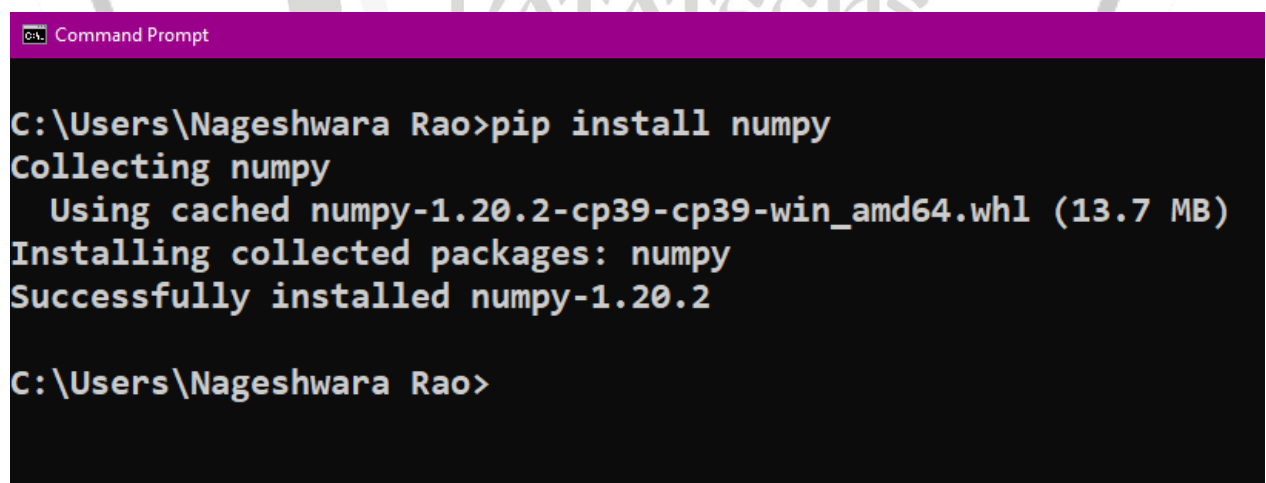 Command Prompt
C:\Users\Nageshwara Rao>pip install numpy
Collecting numpy
  Using cached numpy-1.20.2-cp39-cp39-win_amd64.whl (13.7 MB)
Installing collected packages: numpy
Successfully installed numpy-1.20.2
C:\Users\Nageshwara Rao>